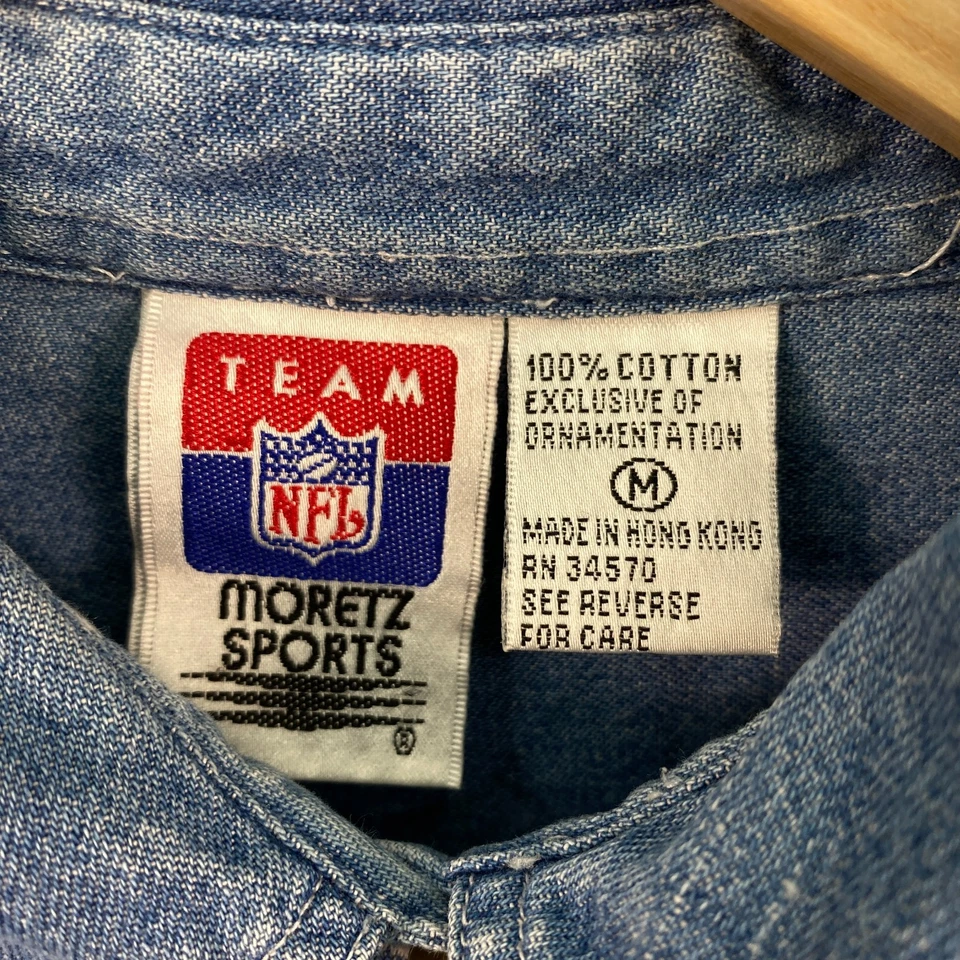 TEAM
NFL
MORETZ
SPORTS
®
100% COTTON
EXCLUSIVE OF
ORNAMENTATION
M
MADE IN HONG KONG
RN 34570
SEE REVERSE
FOR CARE